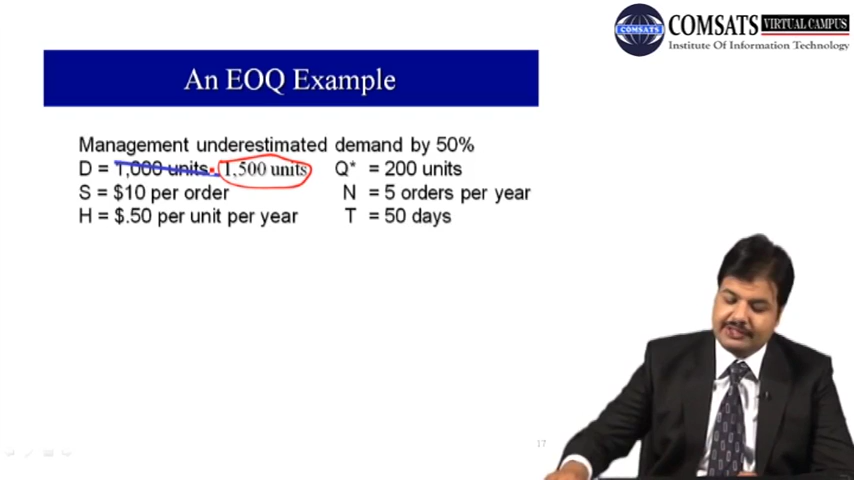 COMSATS VIRTUAL CAMPUS
COMSATS
Institute Of Information Technology
An EOQ Example
Management underestimated demand by 50%
D = 1,000 units 1,500 units Q* = 200 units
S = $10 per order N = 5 orders per year
H = $.50 per unit per year T = 50 days
17